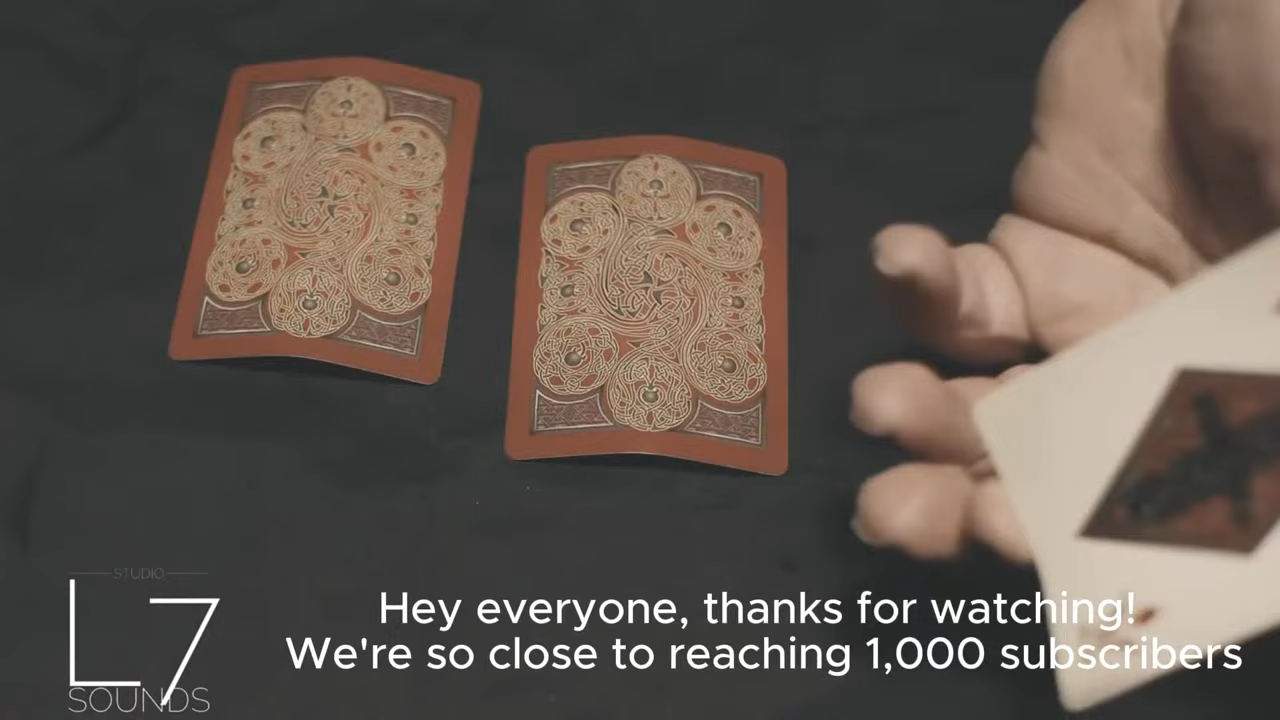 STUDIO
L7
SOUNDS
Hey everyone, thanks for watching!
We're so close to reaching 1,000 subscribers